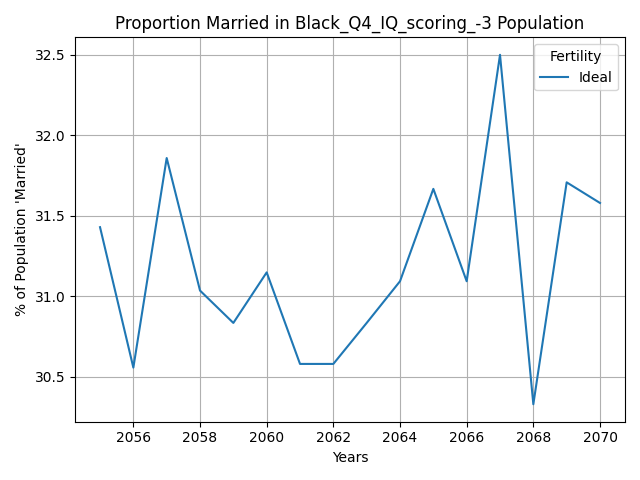 Proportion Married in Black_Q4_IQ_scoring_-3 Population
Fertility
Ideal
% of Population 'Married'
32.5
32.0
31.5
31.0
30.5
2056 2058 2060 2062 2064 2066 2068 2070
Years